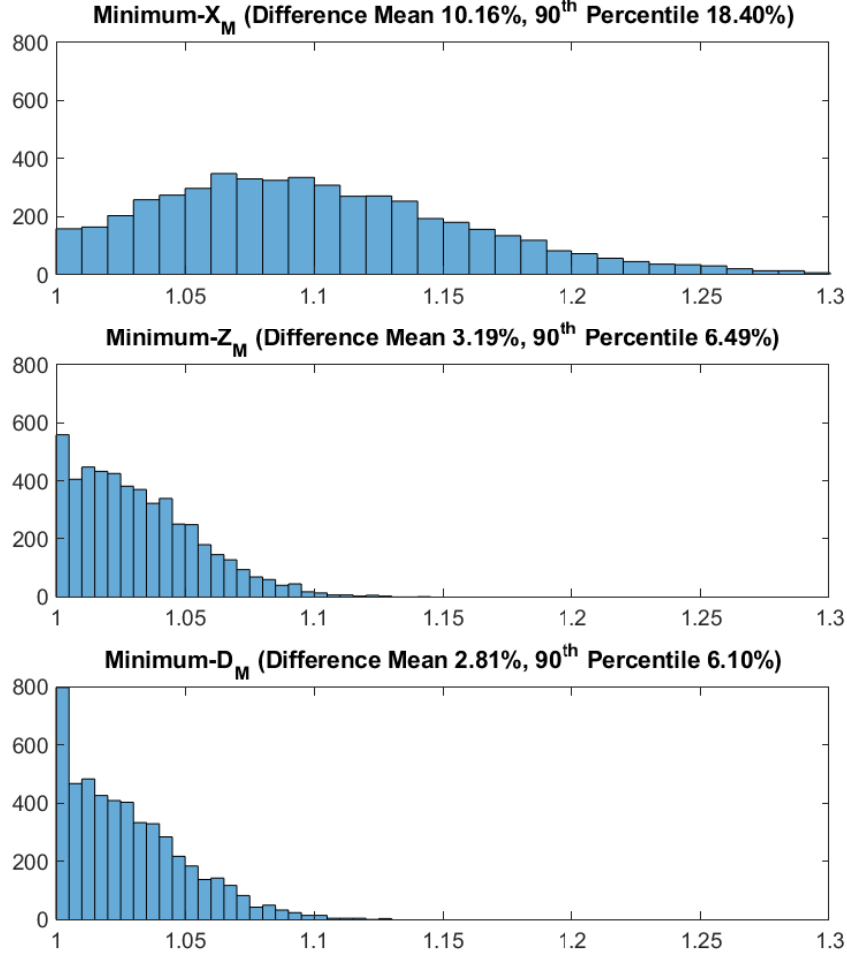 Minimum-X_M (Difference Mean 10.16%, 90^th Percentile 18.40%)
800
600
400
200
0
1 1.05 1.1 1.15 1.2 1.25 1.3
Minimum-Z_M (Difference Mean 3.19%, 90^th Percentile 6.49%)
800
600
400
200
0
1 1.05 1.1 1.15 1.2 1.25 1.3
Minimum-D_M (Difference Mean 2.81%, 90^th Percentile 6.10%)
800
600
400
200
0
1 1.05 1.1 1.15 1.2 1.25 1.3